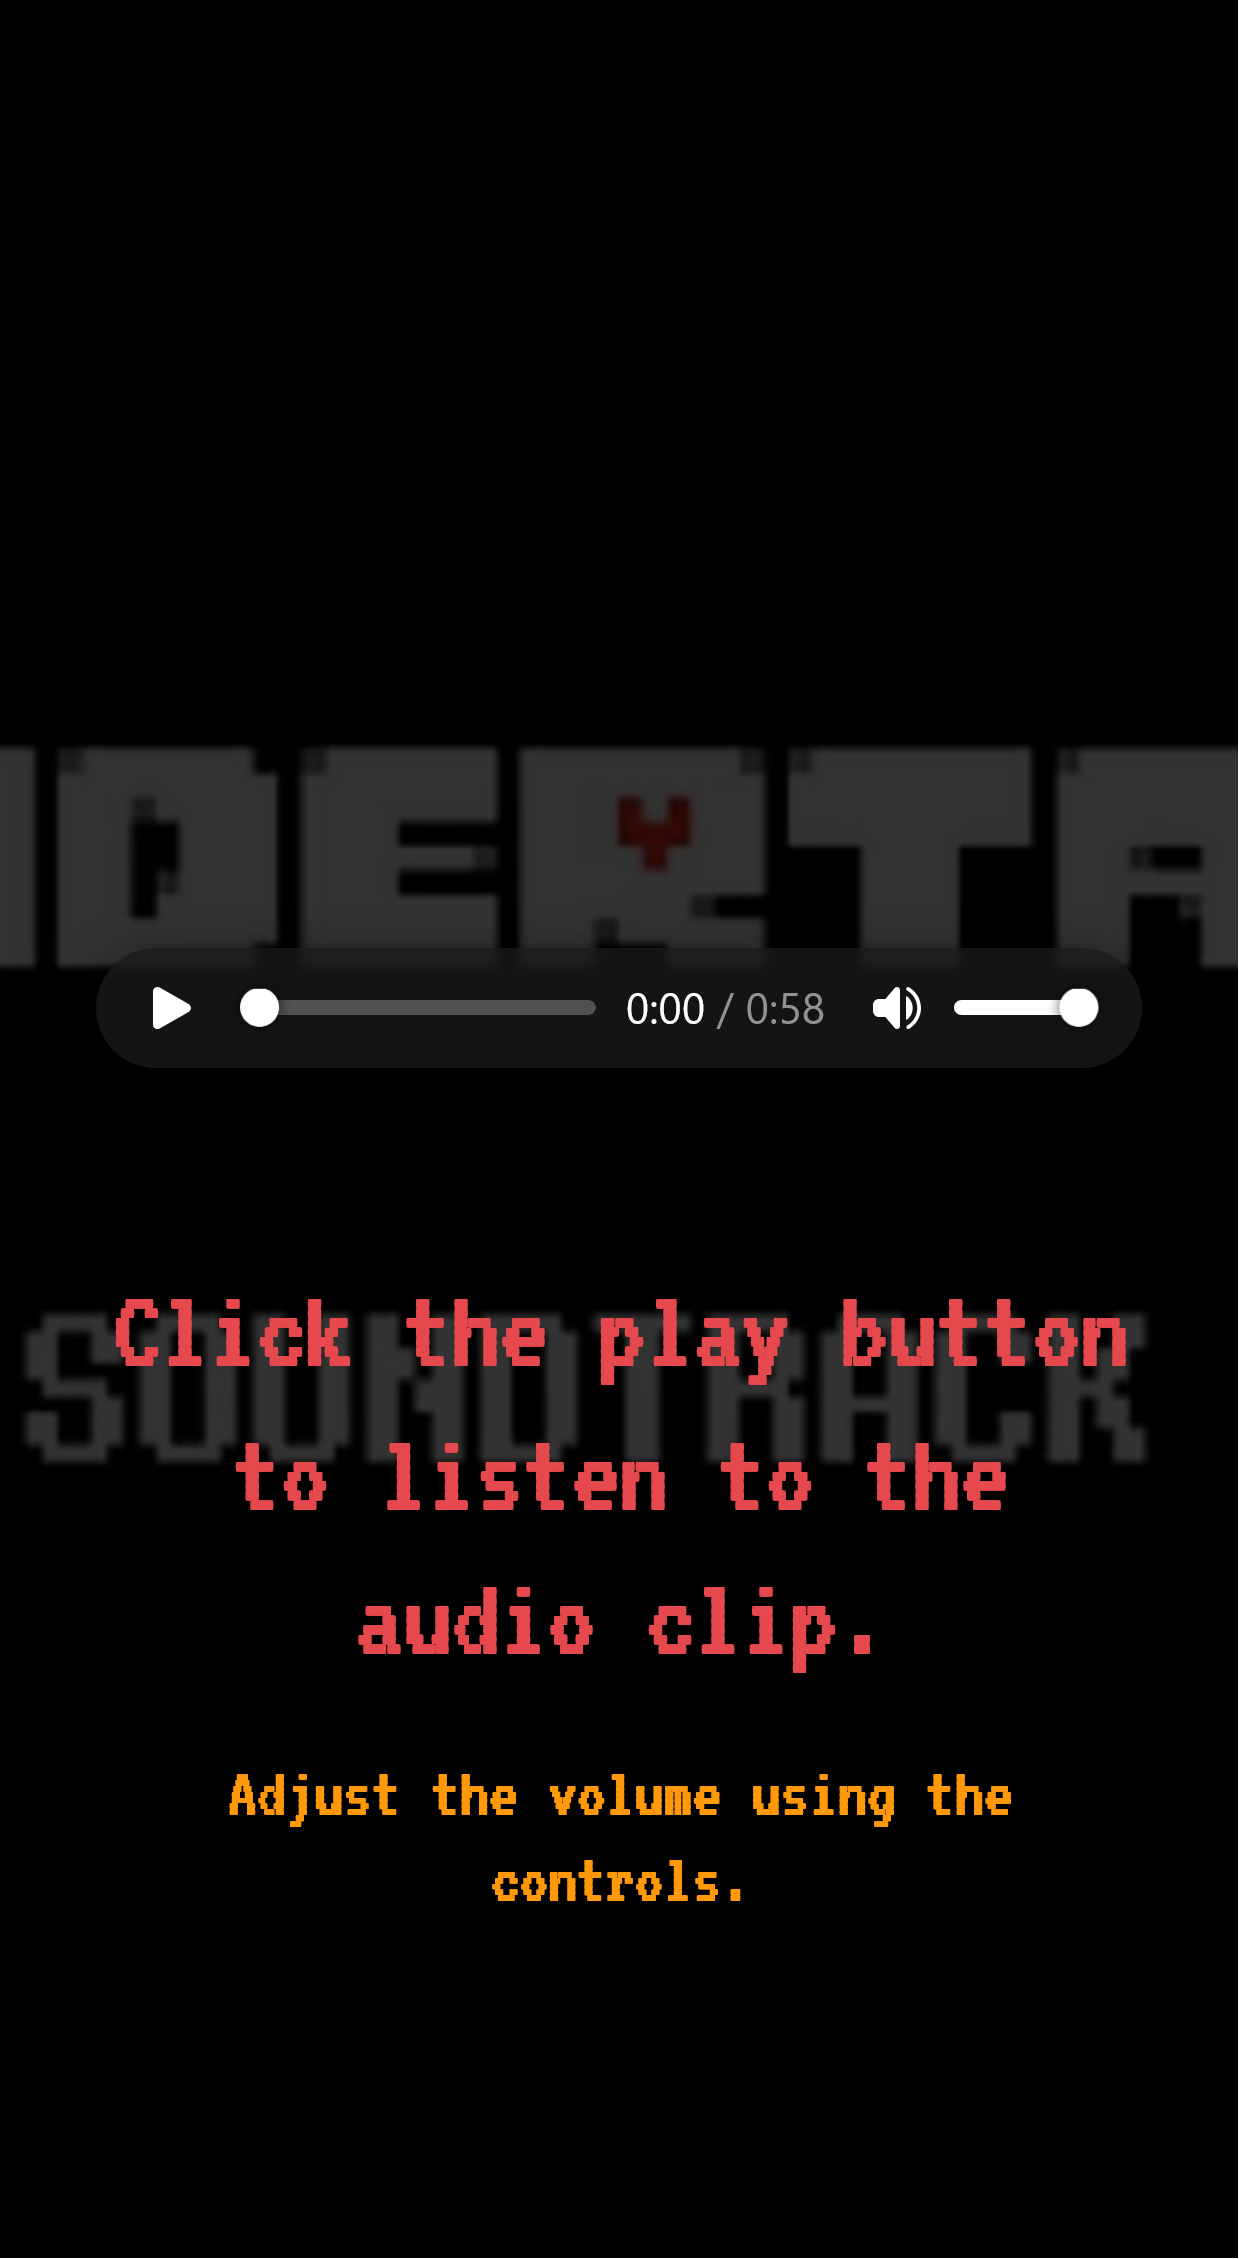 NDERTA
0:00 / 0:58
SOUNDTRACK
Click the play button
to listen to the
audio clip.
Adjust the volume using the
controls.